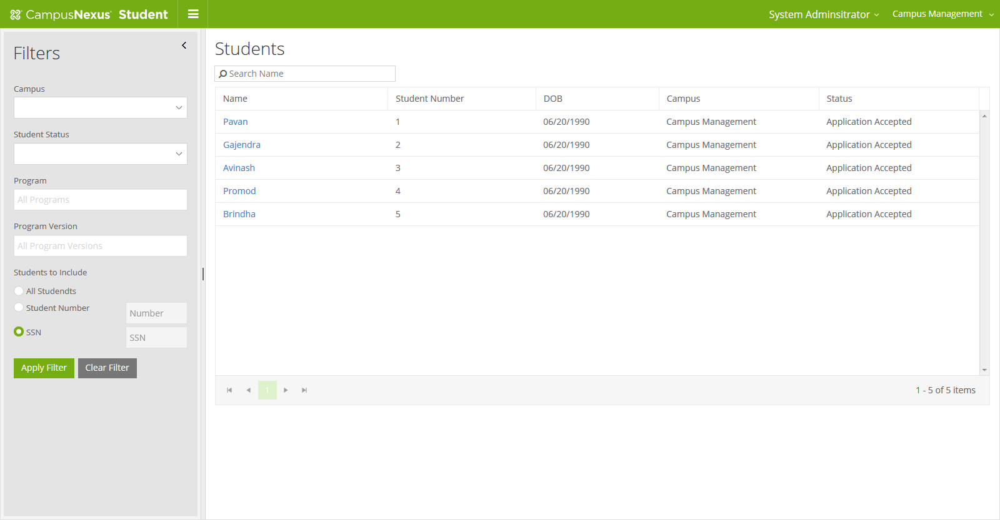 CampusNexus Student
System Adminsitrator
Campus Management
Filters
Campus
Student Status
Program
All Programs
Program Version
All Program Versions
Students to Include
All Studendts
Student Number
Number
SSN
SSN
Apply Filter
Clear Filter
Students
Search Name
Name Student Number DOB Campus Status
Pavan 1 06/20/1990 Campus Management Application Accepted
Gajendra 2 06/20/1990 Campus Management Application Accepted
Avinash 3 06/20/1990 Campus Management Application Accepted
Promod 4 06/20/1990 Campus Management Application Accepted
Brindha 5 06/20/1990 Campus Management Application Accepted
1
1 - 5 of 5 items